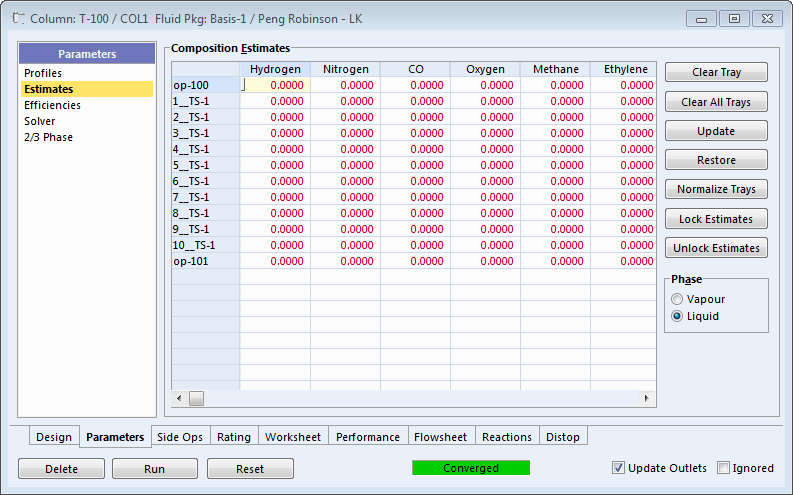 Column: T-100 / COL1 Fluid Pkg: Basis-1 / Peng Robinson - LK
Parameters
Profiles
Estimates
Efficiencies
Solver
2/3 Phase
Composition Estimates
Hydrogen Nitrogen CO Oxygen Methane Ethylene
op-100 0.0000 0.0000 0.0000 0.0000 0.0000 0.0000
1__TS-1 0.0000 0.0000 0.0000 0.0000 0.0000 0.0000
2__TS-1 0.0000 0.0000 0.0000 0.0000 0.0000 0.0000
3__TS-1 0.0000 0.0000 0.0000 0.0000 0.0000 0.0000
4__TS-1 0.0000 0.0000 0.0000 0.0000 0.0000 0.0000
5__TS-1 0.0000 0.0000 0.0000 0.0000 0.0000 0.0000
6__TS-1 0.0000 0.0000 0.0000 0.0000 0.0000 0.0000
7__TS-1 0.0000 0.0000 0.0000 0.0000 0.0000 0.0000
8__TS-1 0.0000 0.0000 0.0000 0.0000 0.0000 0.0000
9__TS-1 0.0000 0.0000 0.0000 0.0000 0.0000 0.0000
10__TS-1 0.0000 0.0000 0.0000 0.0000 0.0000 0.0000
op-101 0.0000 0.0000 0.0000 0.0000 0.0000 0.0000
Clear Tray
Clear All Trays
Update
Restore
Normalize Trays
Lock Estimates
Unlock Estimates
Phase
Vapour
Liquid
Design Parameters Side Ops Rating Worksheet Performance Flowsheet Reactions Distop
Delete Run Reset Converged Update Outlets Ignored